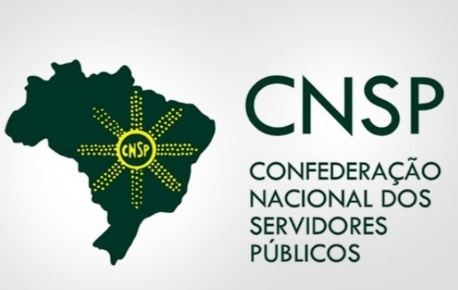 CNSP
CNSP
CONFEDERAÇÃO
NACIONAL DOS
SERVIDORES
PÚBLICOS